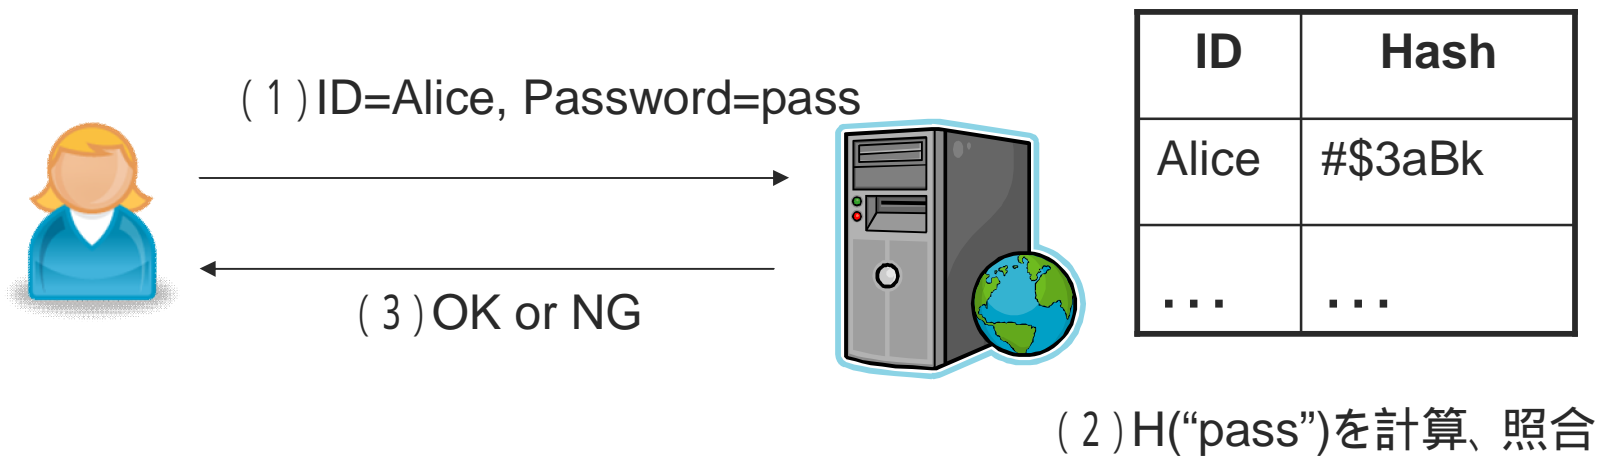 (1)ID=Alice, Password=pass
(3)OK or NG
ID Hash
Alice #$3aBk
... ...
(2)H(“pass”)を計算、照合